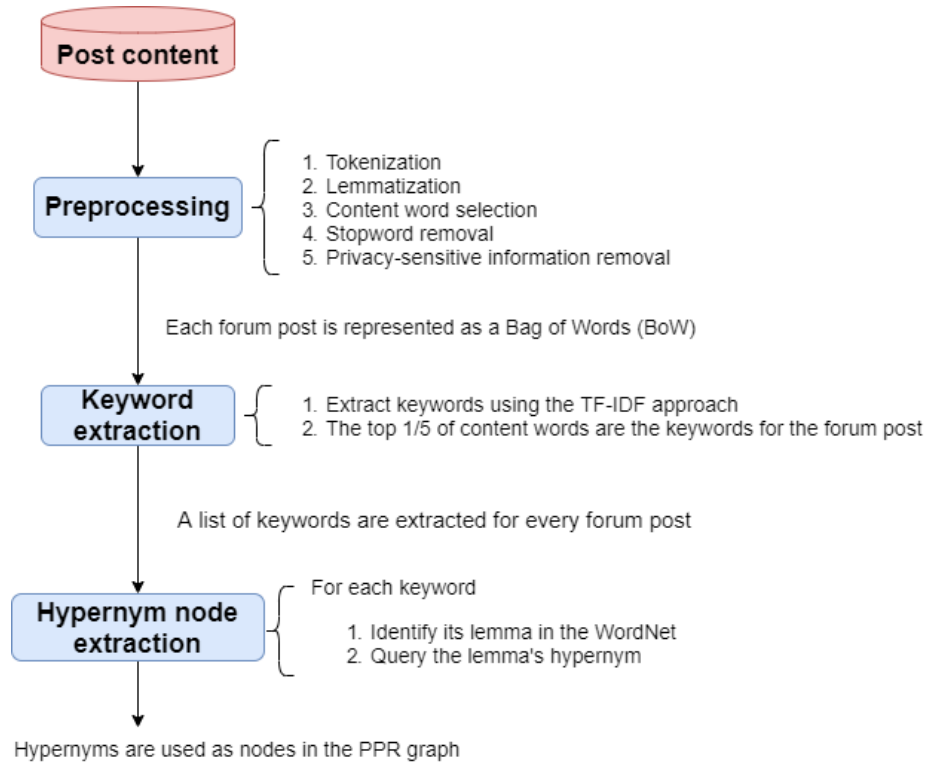 Post content
1. Tokenization
2. Lemmatization
3. Content word selection
4. Stopword removal
5. Privacy-sensitive information removal
Preprocessing
Each forum post is represented as a Bag of Words (BoW)
Keyword
extraction
1. Extract keywords using the TF-IDF approach
2. The top 1/5 of content words are the keywords for the forum post
A list of keywords are extracted for every forum post
Hypernym node
extraction
For each keyword
1. Identify its lemma in the WordNet
2. Query the lemma's hypernym
Hypernyms are used as nodes in the PPR graph